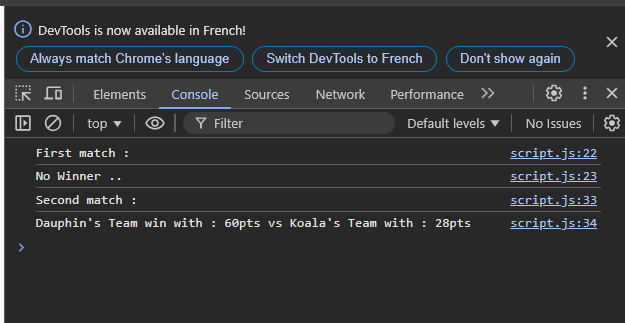 DevTools is now available in French!
Always match Chrome's language Switch DevTools to French Don't show again
Elements Console Sources Network Performance
top Filter Default levels No Issues
First match : script.js:22
No Winner .. script.js:23
Second match : script.js:33
Dauphin's Team win with : 60pts vs Koala's Team with : 28pts script.js:34